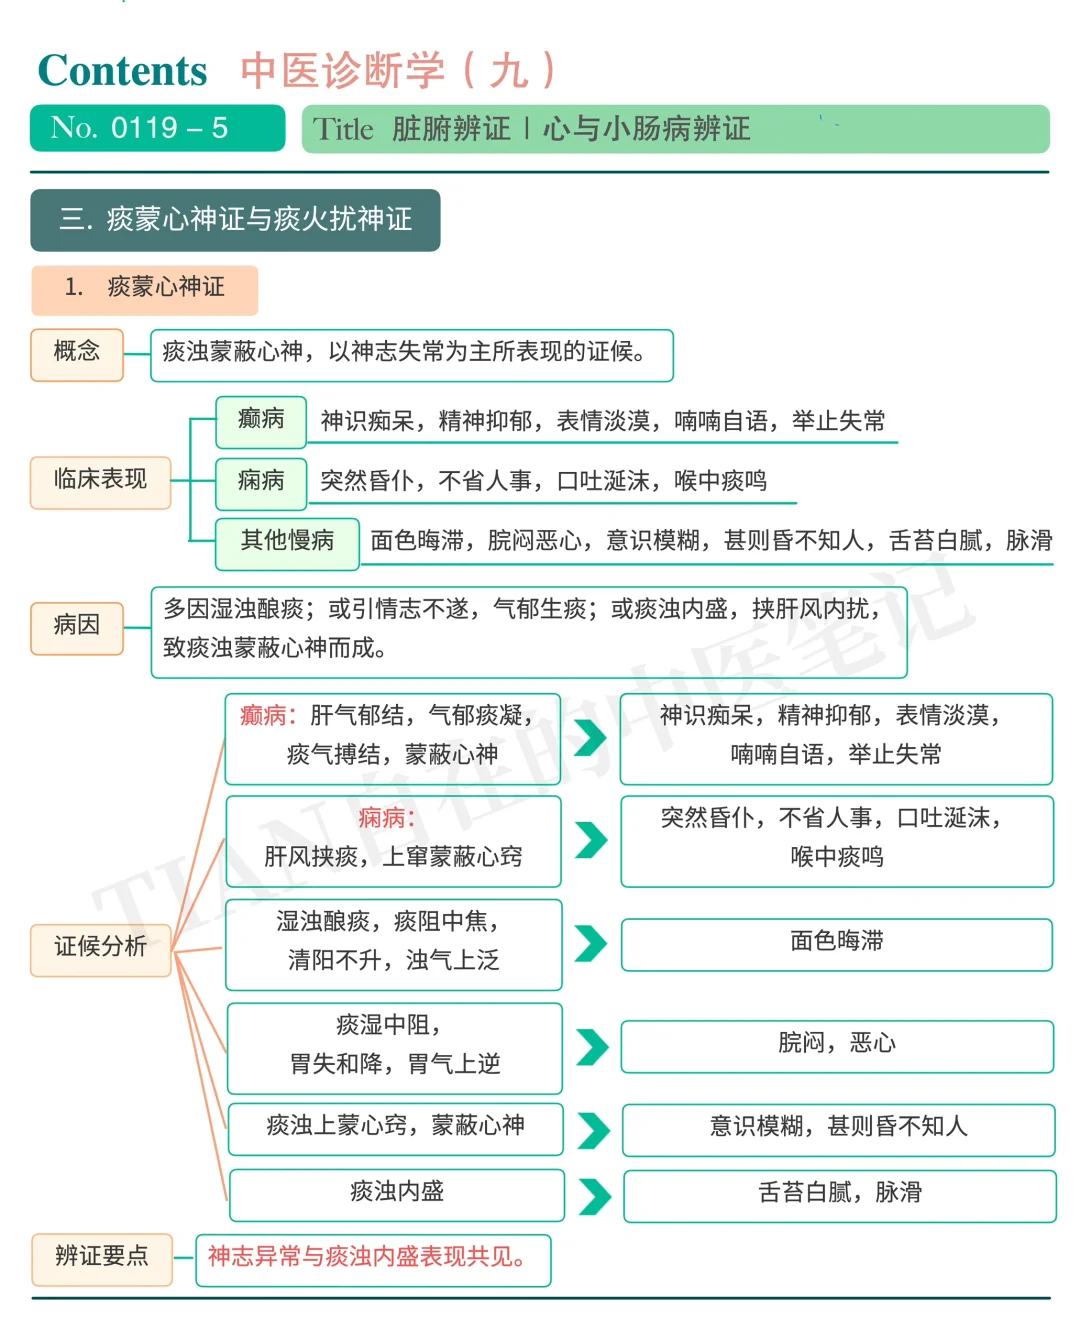 Contents 中医诊断学（九）
No. 0119 – 5
Title 脏腑辨证丨心与小肠病辨证
三. 痰蒙心神证与痰火扰神证
1. 痰蒙心神证
概念
痰浊蒙蔽心神，以神志失常为主所表现的证候。
临床表现
癫病
神识痴呆，精神抑郁，表情淡漠，喃喃自语，举止失常
痫病
突然昏仆，不省人事，口吐涎沫，喉中痰鸣
其他慢病
面色晦滞，脘闷恶心，意识模糊，甚则昏不知人，舌苔白腻，脉滑
病因
多因湿浊酿痰；或引情志不遂，气郁生痰；或痰浊内盛，挟肝风内扰，
致痰浊蒙蔽心神而成。
证候分析
癫病：肝气郁结，气郁痰凝，
痰气搏结，蒙蔽心神
神识痴呆，精神抑郁，表情淡漠，
喃喃自语，举止失常
痫病：
肝风挟痰，上窜蒙蔽心窍
突然昏仆，不省人事，口吐涎沫，
喉中痰鸣
湿浊酿痰，痰阻中焦，
清阳不升，浊气上泛
面色晦滞
痰湿中阻，
胃失和降，胃气上逆
脘闷，恶心
痰浊上蒙心窍，蒙蔽心神
意识模糊，甚则昏不知人
痰浊内盛
舌苔白腻，脉滑
辨证要点
神志异常与痰浊内盛表现共见。
TIAN自在的中医笔记